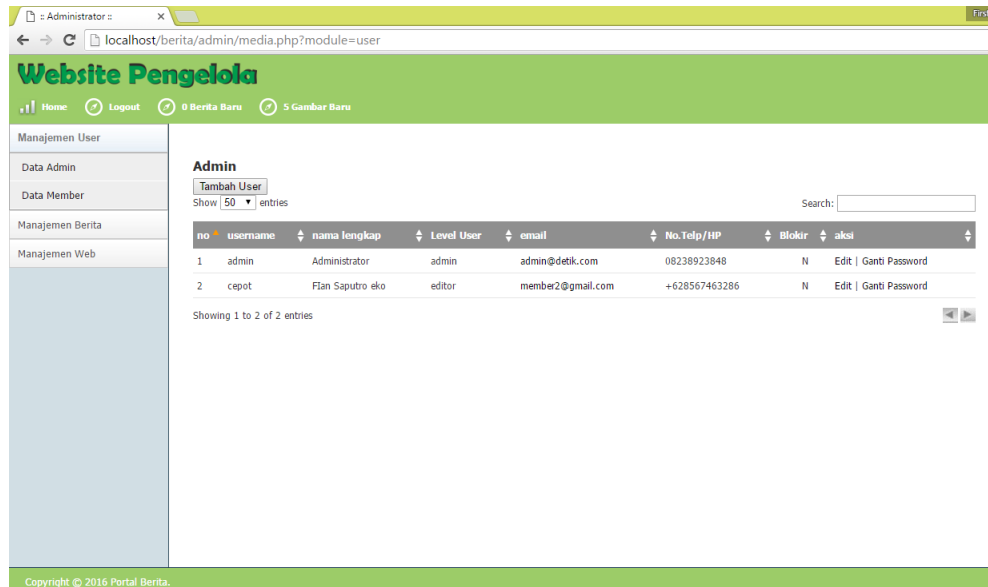 :: Administrator ::
First
localhost/berita/admin/media.php?module=user
Website Pengelola
Home Logout 0 Berita Baru 5 Gambar Baru
Manajemen User
Data Admin
Data Member
Manajemen Berita
Manajemen Web
Admin
Tambah User
Show 50 entries
Search:
no username nama lengkap Level User email No.Telp/HP Blokir aksi
1 admin Administrator admin admin@detik.com 08238923848 N Edit | Ganti Password
2 cepot FIan Saputro eko editor member2@gmail.com +628567463286 N Edit | Ganti Password
Showing 1 to 2 of 2 entries
Copyright © 2016 Portal Berita.